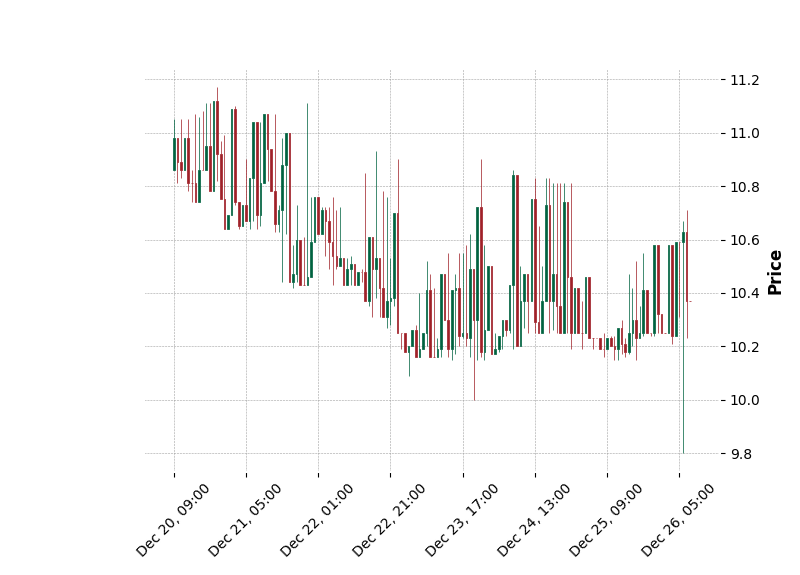 11.2
11.0
10.8
10.6
10.4
10.2
10.0
9.8
Price
Dec 20, 09:00
Dec 21, 05:00
Dec 22, 01:00
Dec 22, 21:00
Dec 23, 17:00
Dec 24, 13:00
Dec 25, 09:00
Dec 26, 05:00